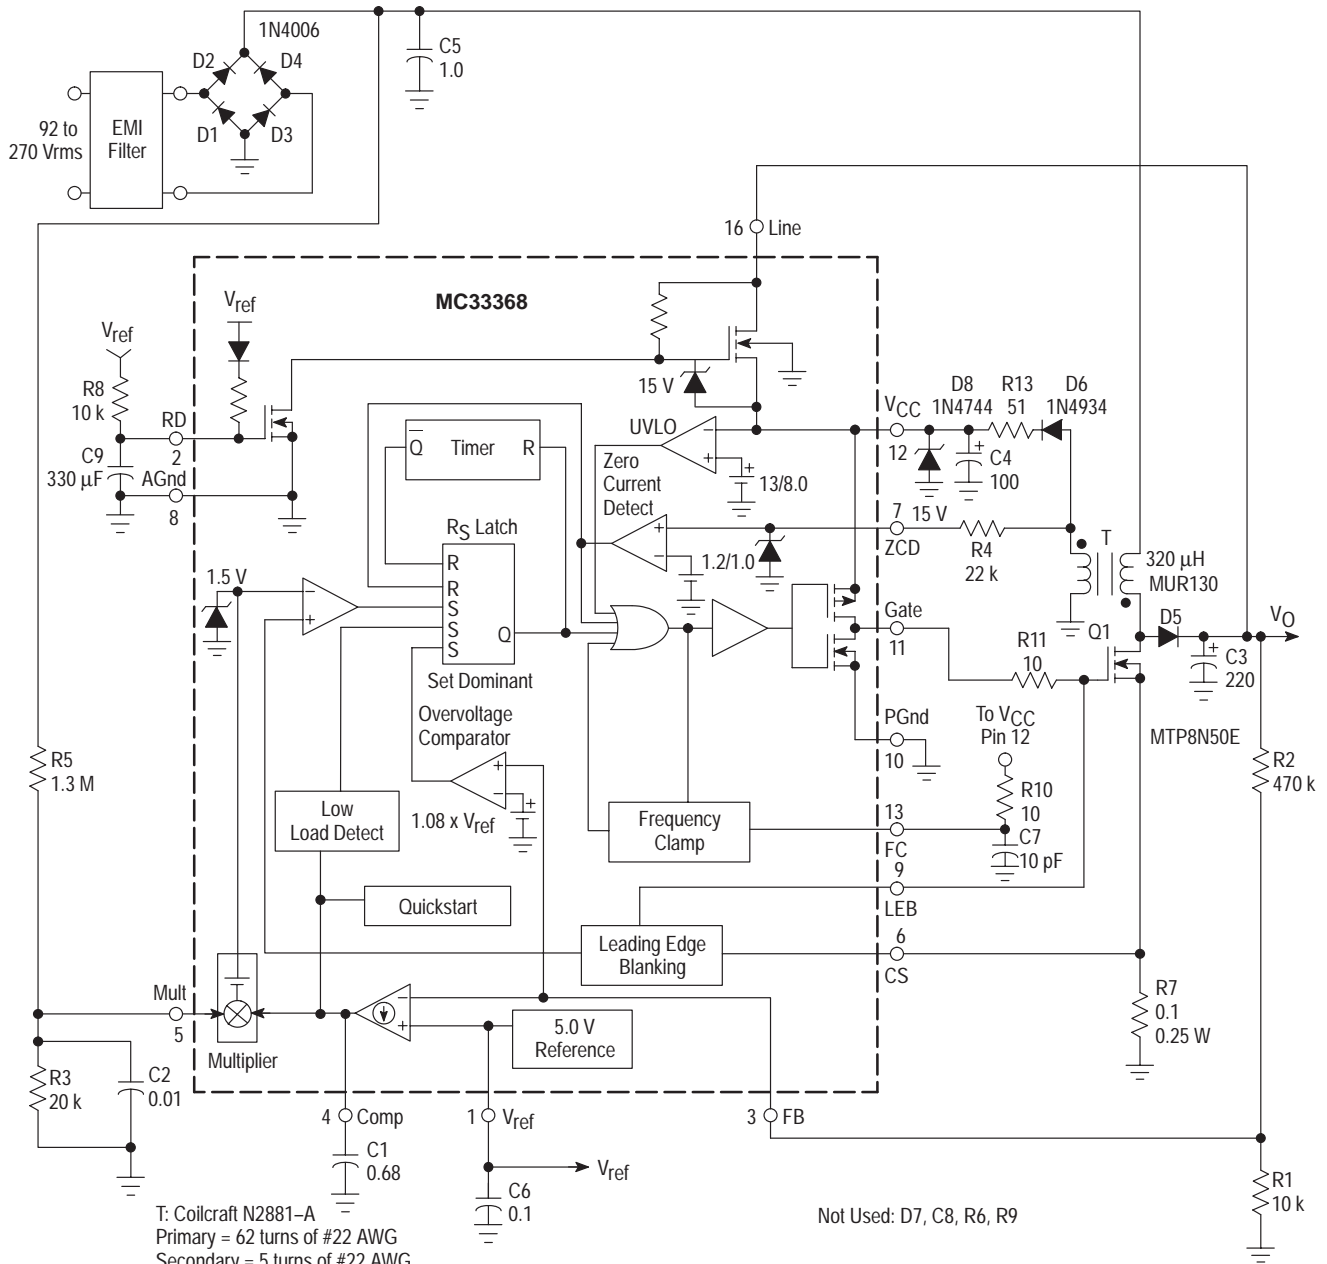 1N4006
D2
D4
D1
D3
C5
1.0
92 to
270 Vrms
EMI
Filter
16
Line
MC33368
Vref
Vref
R8
10 k
RD
2
C9
330 µF
AGnd
8
15 V
UVLO
13/8.0
VCC
12
D8
1N4744
R13
51
D6
1N4934
C4
100
Q
Timer
R
Zero
Current
Detect
1.2/1.0
7
15 V
ZCD
R4
22 k
T
320 µH
MUR130
RS Latch
R
R
S
S
S
Q
Set Dominant
1.5 V
Gate
11
R11
10
Q1
D5
VO
C3
220
MTP8N50E
PGnd
10
To VCC
Pin 12
R10
10
R2
470 k
R5
1.3 M
Overvoltage
Comparator
1.08 x Vref
Low
Load Detect
Frequency
Clamp
13
FC
C7
10 pF
9
LEB
Quickstart
Leading Edge
Blanking
6
CS
R7
0.1
0.25 W
Mult
5
Multiplier
5.0 V
Reference
R3
20 k
C2
0.01
4
Comp
C1
0.68
1
Vref
Vref
C6
0.1
3
FB
R1
10 k
T: Coilcraft N2881–A
Primary = 62 turns of #22 AWG
Secondary = 5 turns of #22 AWG
Not Used: D7, C8, R6, R9